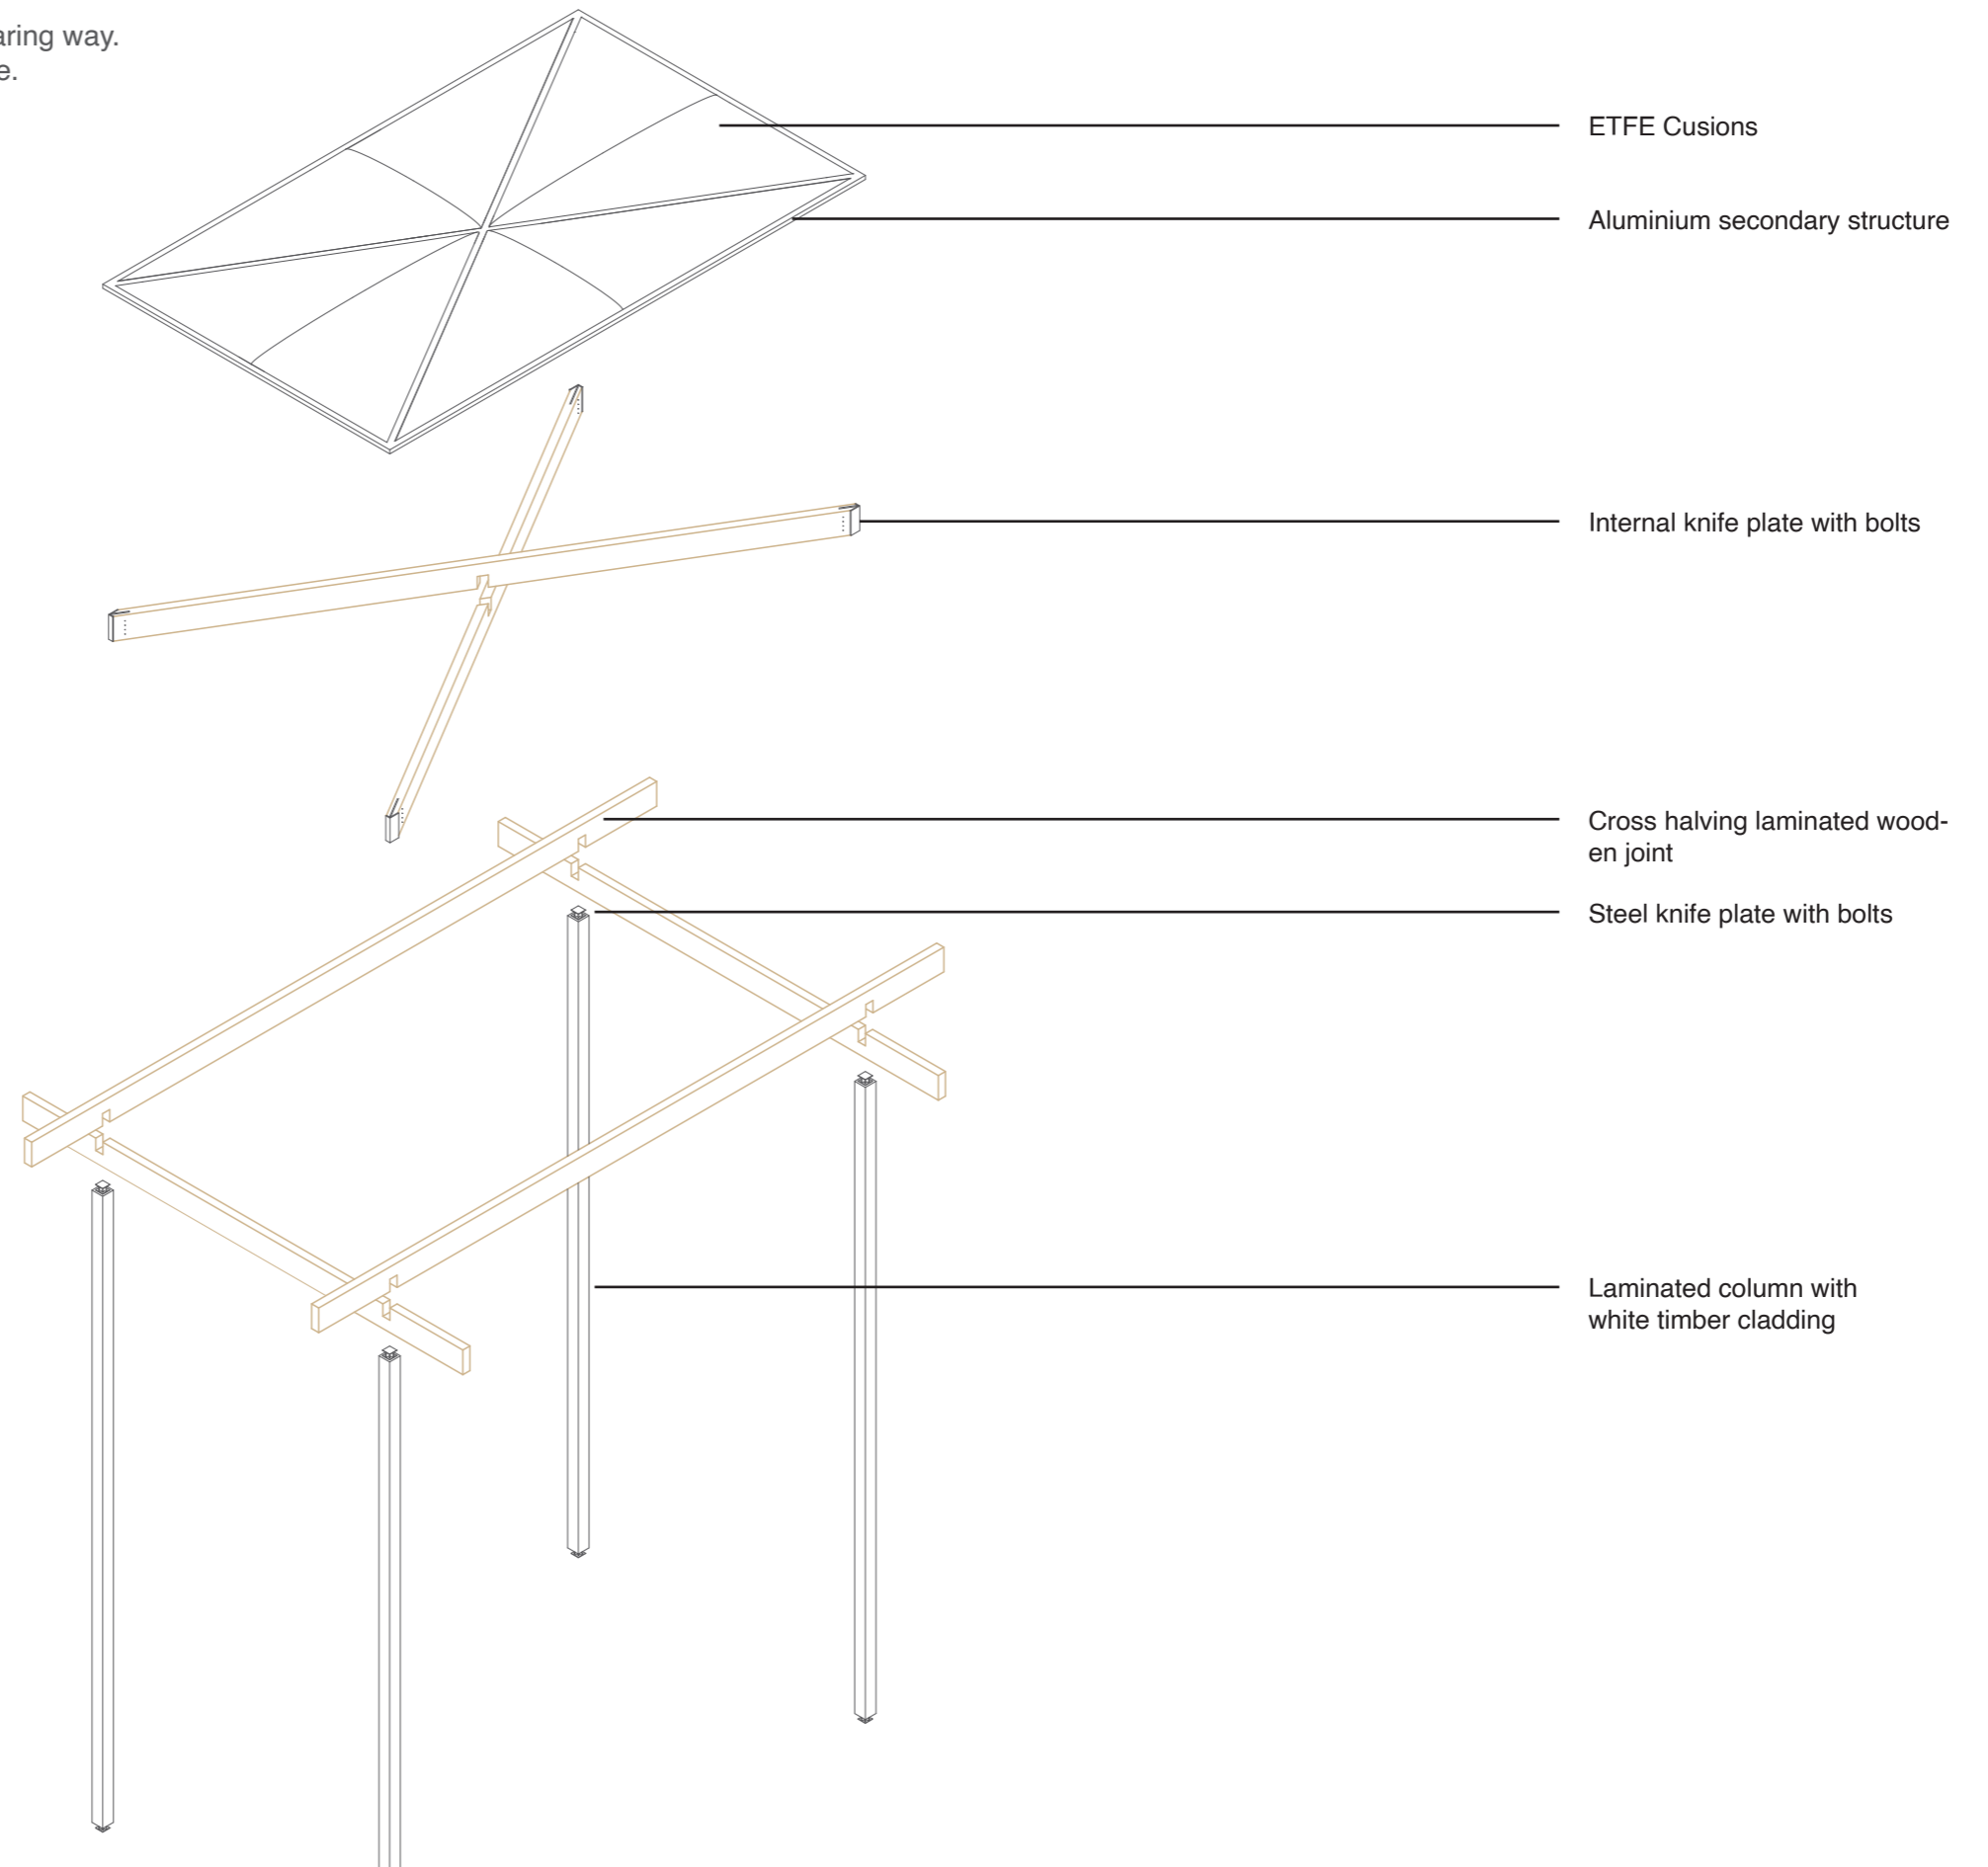 aring way.
e.
ETFE Cusions
Aluminium secondary structure
Internal knife plate with bolts
Cross halving laminated wood-
en joint
Steel knife plate with bolts
Laminated column with
white timber cladding